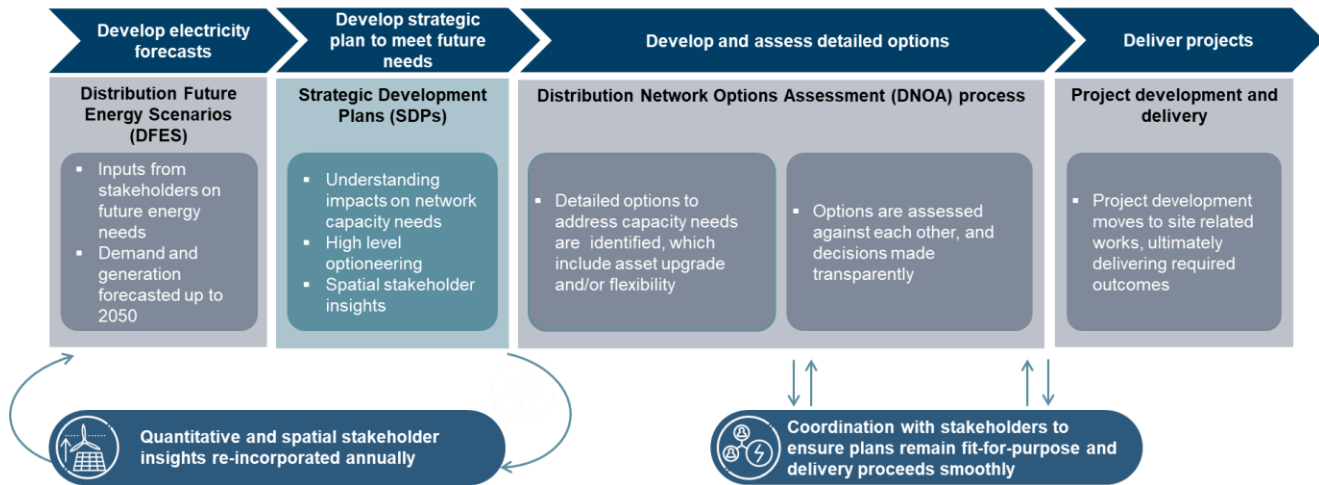 Develop electricity
forecasts
Develop strategic
plan to meet future
needs
Develop and assess detailed options
Deliver projects
Distribution Future
Energy Scenarios
(DFES)
▪ Inputs from
stakeholders on
future energy
needs
▪ Demand and
generation
forecasted up to
2050
Strategic Development
Plans (SDPs)
▪ Understanding
impacts on network
capacity needs
▪ High level
optioneering
▪ Spatial stakeholder
insights
Distribution Network Options Assessment (DNOA) process
▪ Detailed options to
address capacity needs
are identified, which
include asset upgrade
and/or flexibility
▪ Options are assessed
against each other, and
decisions made
transparently
Project development and
delivery
▪ Project development
moves to site related
works, ultimately
delivering required
outcomes
Quantitative and spatial stakeholder
insights re-incorporated annually
Coordination with stakeholders to
ensure plans remain fit-for-purpose and
delivery proceeds smoothly